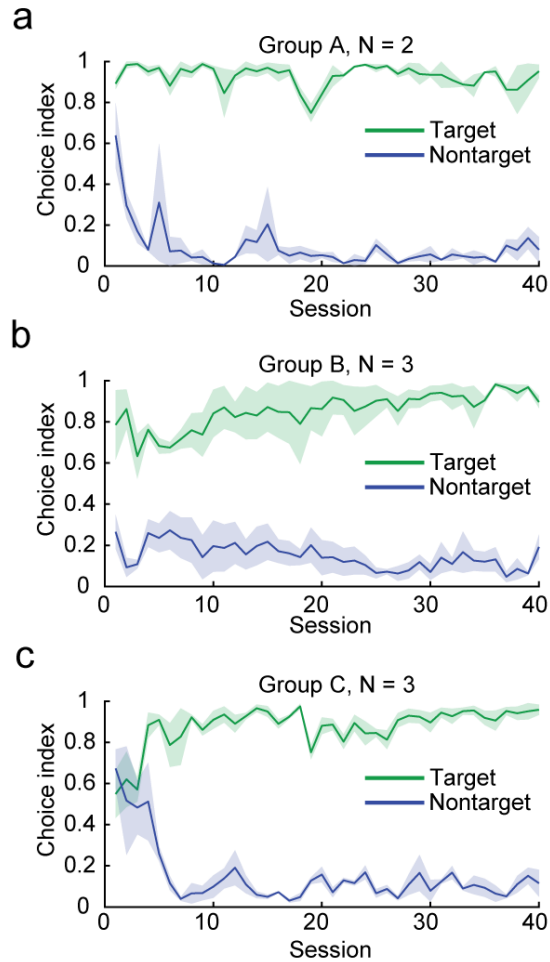 a
Group A, N = 2
Choice index
1
0.8
0.6
0.4
0.2
0
Target
Nontarget
0 10 20 30 40
Session
b
Group B, N = 3
Choice index
1
0.8
0.6
0.4
0.2
0
Target
Nontarget
0 10 20 30 40
Session
c
Group C, N = 3
Choice index
1
0.8
0.6
0.4
0.2
0
Target
Nontarget
0 10 20 30 40
Session